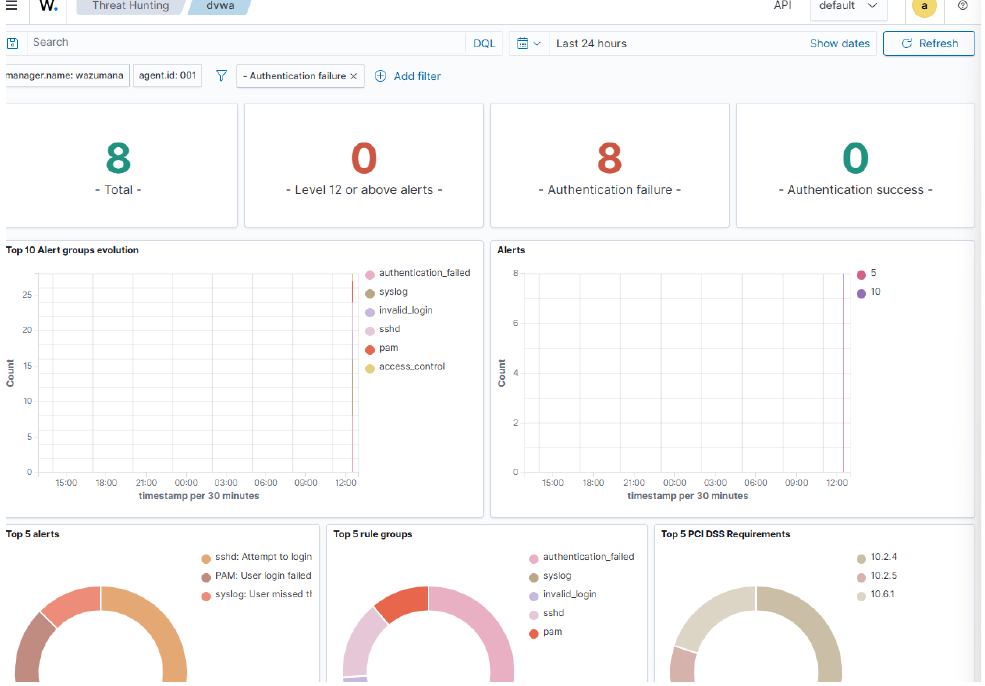 W. Threat Hunting dvwa API default a
Search DQL Last 24 hours Show dates Refresh
manager.name: wazumana agent.id: 001 - Authentication failure × Add filter
8 0 8 0
- Total - - Level 12 or above alerts - - Authentication failure - - Authentication success -
Top 10 Alert groups evolution
25
20
15
10
5
0
Count
15:00 18:00 21:00 00:00 03:00 06:00 09:00 12:00
timestamp per 30 minutes
authentication_failed
syslog
invalid_login
sshd
pam
access_control
Alerts
8
6
4
2
0
Count
15:00 18:00 21:00 00:00 03:00 06:00 09:00 12:00
timestamp per 30 minutes
5
10
Top 5 alerts
sshd: Attempt to login
PAM: User login failed
syslog: User missed th
Top 5 rule groups
authentication_failed
syslog
invalid_login
sshd
pam
Top 5 PCI DSS Requirements
10.2.4
10.2.5
10.6.1